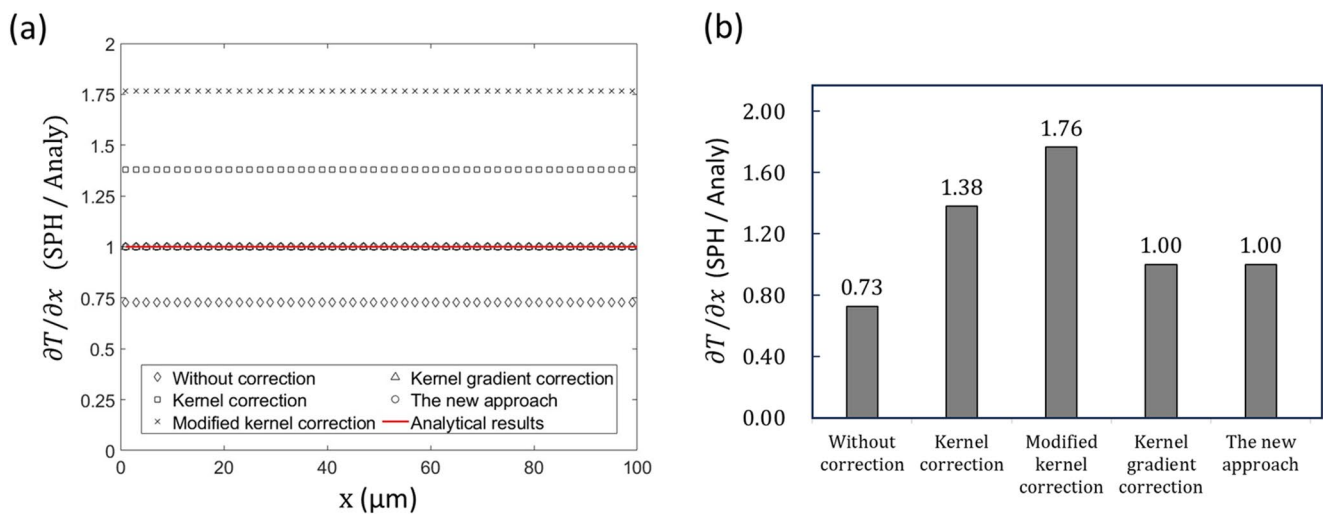 (a)
∂T/∂x (SPH / Analy)
2
1.75
1.5
1.25
1
0.75
0.5
0.25
0
Without correction
Kernel correction
Modified kernel correction
Kernel gradient correction
The new approach
Analytical results
0 20 40 60 80 100
x (μm)
(b)
∂T/∂x (SPH / Analy)
2.00
1.60
1.20
0.80
0.40
0.00
0.73
1.38
1.76
1.00
1.00
Without
correction
Kernel
correction
Modified
kernel
correction
Kernel
gradient
correction
The new
approach